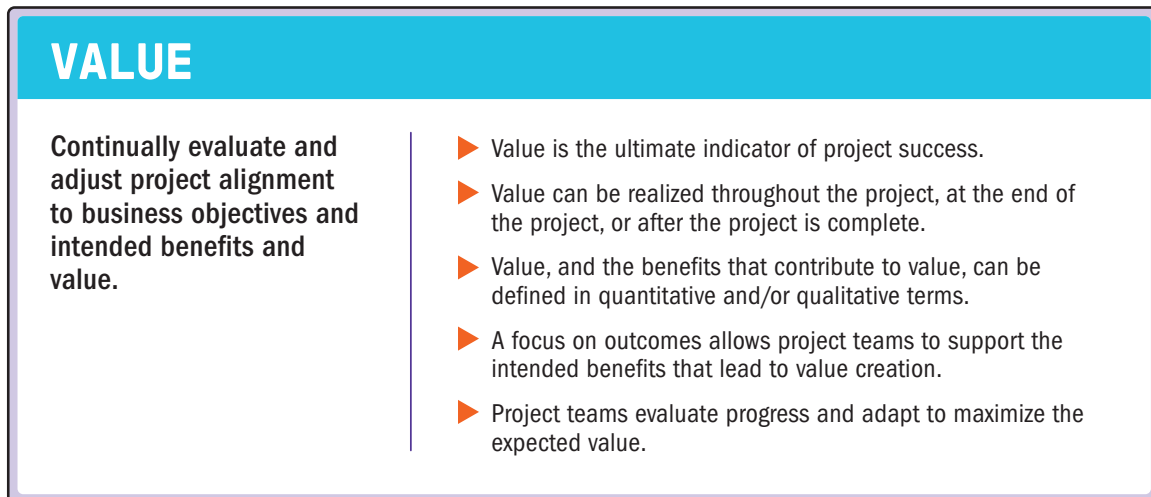 VALUE
Continually evaluate and
adjust project alignment
to business objectives and
intended benefits and
value.
Value is the ultimate indicator of project success.
Value can be realized throughout the project, at the end of
the project, or after the project is complete.
Value, and the benefits that contribute to value, can be
defined in quantitative and/or qualitative terms.
A focus on outcomes allows project teams to support the
intended benefits that lead to value creation.
Project teams evaluate progress and adapt to maximize the
expected value.